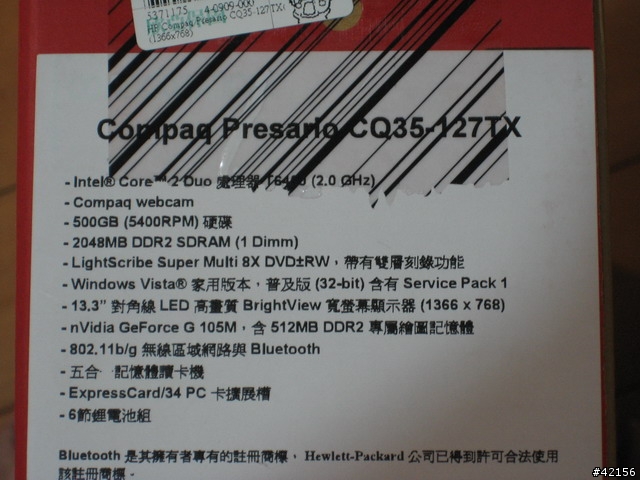 5371175 4-0909-000
HP Compaq Presario CQ35-127TX(
(1366x768)
Compaq Presario CQ35-127TX
- Intel® Core™ 2 Duo 處理器 (2.0 GHz)
- Compaq webcam
- 500GB (5400RPM) 硬碟
- 2048MB DDR2 SDRAM (1 Dimm)
- LightScribe Super Multi 8X DVD±RW，帶有雙層刻錄功能
- Windows Vista® 家用版本，普及版 (32-bit) 含有 Service Pack 1
- 13.3" 對角線 LED 高畫質 BrightView 寬螢幕顯示器 (1366 x 768)
- nVidia GeForce G 105M，含 512MB DDR2 專屬繪圖記憶體
- 802.11b/g 無線區域網路與 Bluetooth
- 五合一記憶體讀卡機
- ExpressCard/34 PC 卡擴展槽
- 6節鋰電池組
Bluetooth 是其擁有者專有的註冊商標，Hewlett-Packard 公司已得到許可合法使用
該註冊商標。
#42156